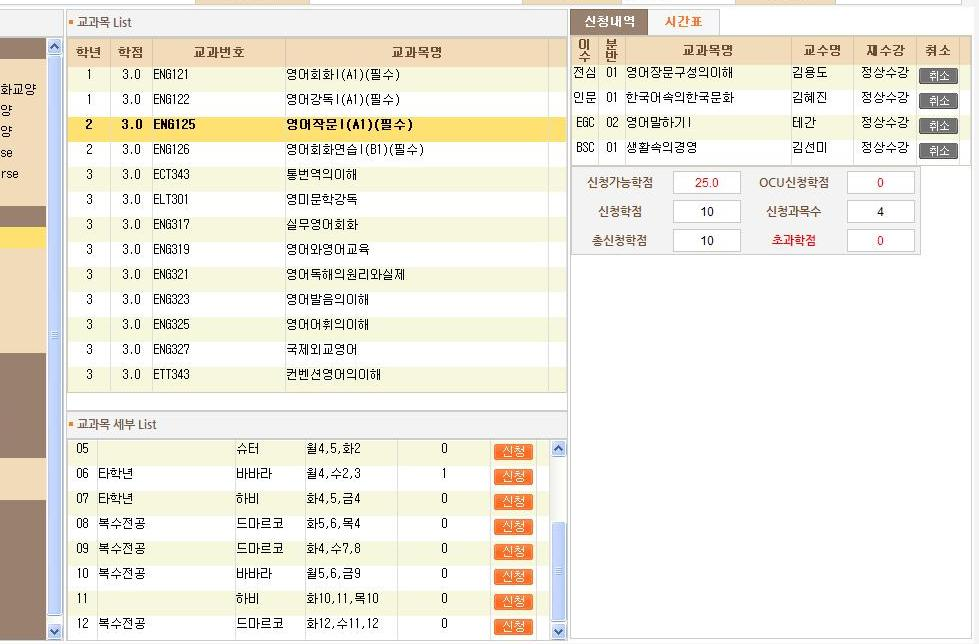 화교양
양
양
se
rse
교과목 List
학년 학점 교과번호 교과목명
1 3.0 ENG121 영어회화I(A1)(필수)
1 3.0 ENG122 영어강독I(A1)(필수)
2 3.0 ENG125 영어작문I(A1)(필수)
2 3.0 ENG126 영어회화연습I(B1)(필수)
3 3.0 ECT343 통번역의이해
3 3.0 ELT301 영미문학강독
3 3.0 ENG317 실무영어회화
3 3.0 ENG319 영어와영어교육
3 3.0 ENG321 영어독해의원리와실제
3 3.0 ENG323 영어발음의이해
3 3.0 ENG325 영어어휘의이해
3 3.0 ENG327 국제외교영어
3 3.0 ETT343 컨벤션영어의이해
교과목 세부 List
05 슈터 월4,5,화2 0 신청
06 타학년 바바라 월4,수2,3 1 신청
07 타학년 하비 화4,5,금4 0 신청
08 복수전공 드마르코 화5,6,목4 0 신청
09 복수전공 드마르코 화4,수7,8 0 신청
10 복수전공 바바라 월5,6,금9 0 신청
11 하비 화10,11,목10 0 신청
12 복수전공 드마르코 화12,수11,12 0 신청
신청내역 시간표
이수 분반 교과목명 교수명 재수강 취소
전심 01 영어장문구성의이해 김용도 정상수강 취소
인문 01 한국어속의한국문화 김혜진 정상수강 취소
EGC 02 영어말하기I 테간 정상수강 취소
BSC 01 생활속의경영 김선미 정상수강 취소
신청가능학점 25.0 OCU신청학점 0
신청학점 10 신청과목수 4
총신청학점 10 초과학점 0